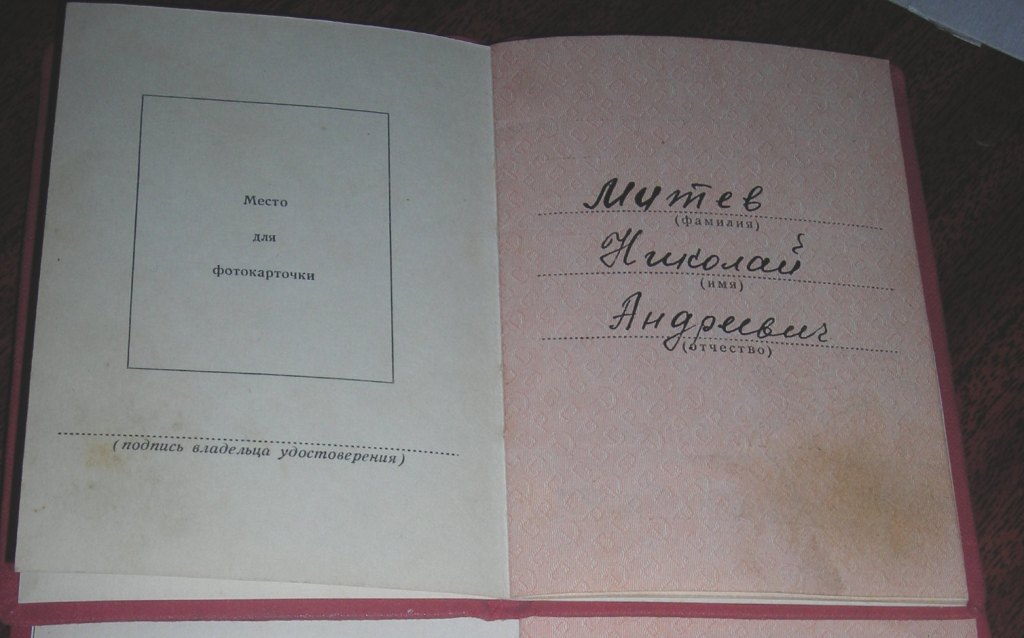 Место
для
фотокарточки
(подпись владельца удостоверения)
Мутев
(фамилия)
Николай
(имя)
Андреевич
(отчество)